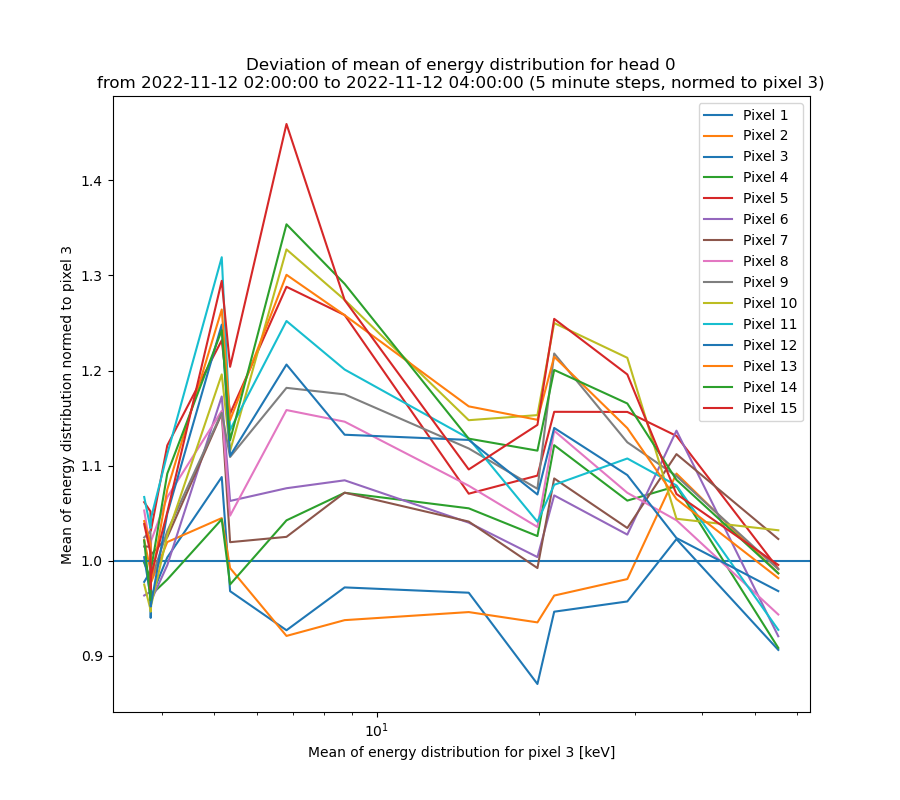 Deviation of mean of energy distribution for head 0
from 2022-11-12 02:00:00 to 2022-11-12 04:00:00 (5 minute steps, normed to pixel 3)
Mean of energy distribution normed to pixel 3
1.4
1.3
1.2
1.1
1.0
0.9
Pixel 1
Pixel 2
Pixel 3
Pixel 4
Pixel 5
Pixel 6
Pixel 7
Pixel 8
Pixel 9
Pixel 10
Pixel 11
Pixel 12
Pixel 13
Pixel 14
Pixel 15
10¹
Mean of energy distribution for pixel 3 [keV]